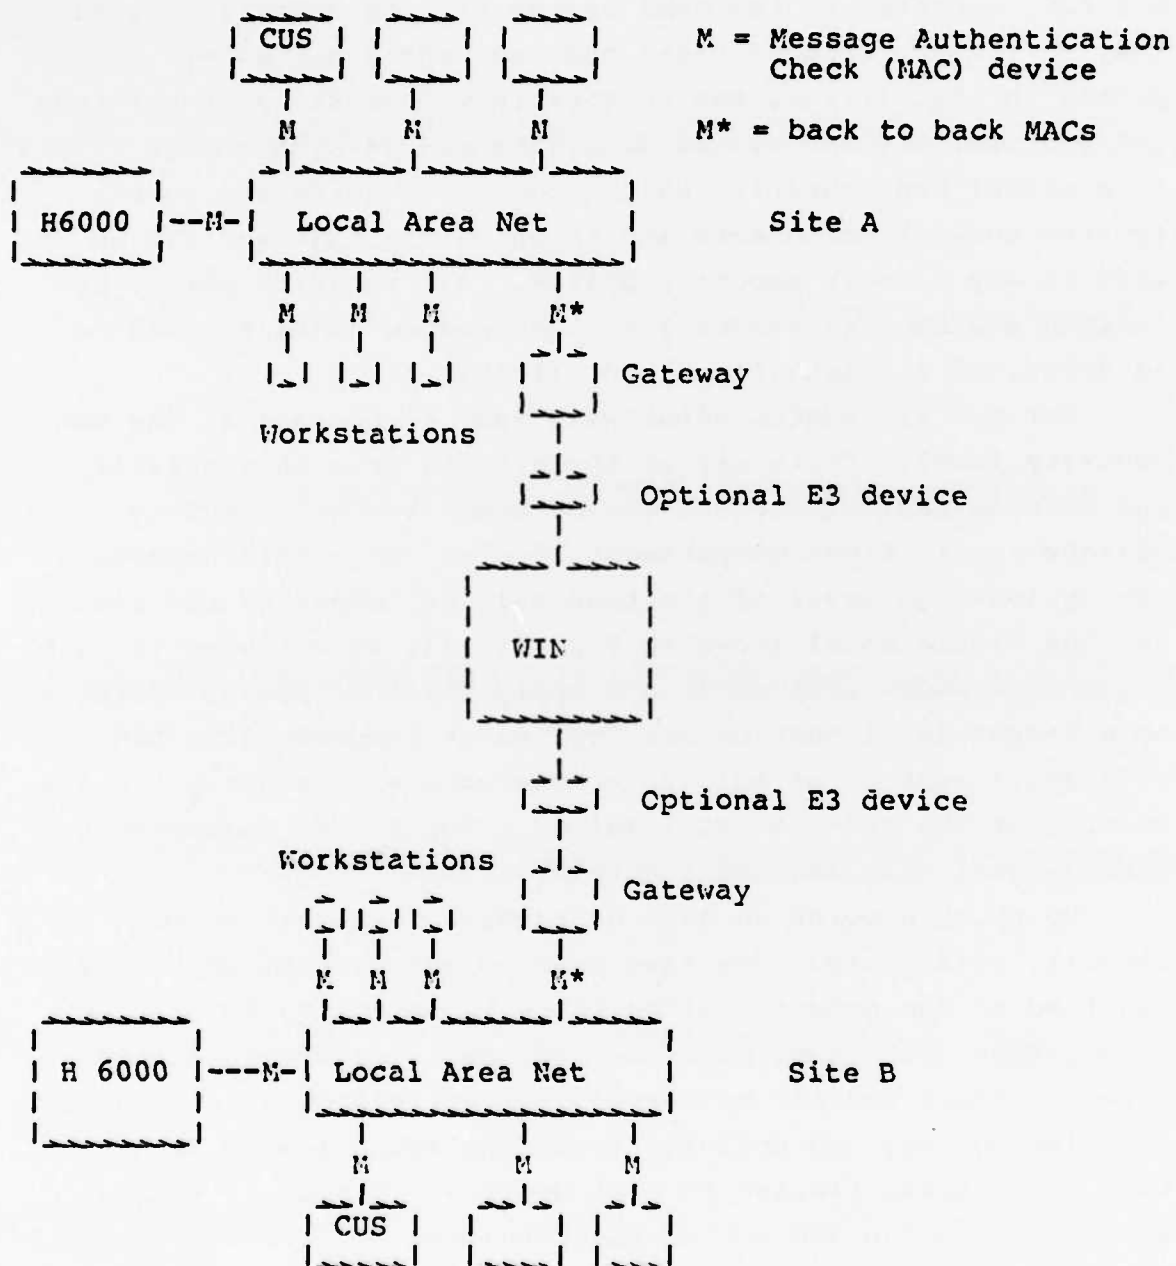 CUS
M = Message Authentication
Check (MAC) device
M M M
M* = back to back MACs
H6000 --M- Local Area Net Site A
M M M M*
Gateway
Workstations
Optional E3 device
WIN
Optional E3 device
Workstations
Gateway
M M M M*
H 6000 ---M- Local Area Net Site B
M M M
CUS